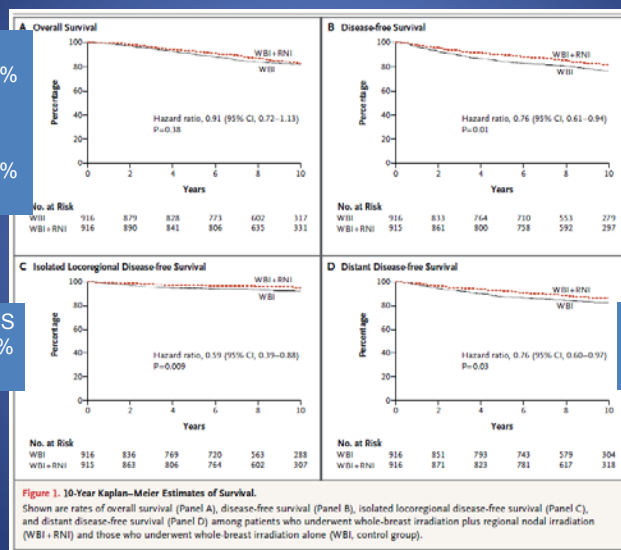 A Overall Survival
100
80
60
40
20
0
Percentage
WBI+RNI
WBI
Hazard ratio, 0.91 (95% CI, 0.72–1.13)
P=0.38
0 2 4 6 8 10
Years
No. at Risk
WBI 916 879 828 773 602 317
WBI+RNI 916 890 841 806 635 331
B Disease-free Survival
100
80
60
40
20
0
Percentage
WBI+RNI
WBI
Hazard ratio, 0.76 (95% CI, 0.61–0.94)
P=0.01
0 2 4 6 8 10
Years
No. at Risk
WBI 916 833 764 710 553 279
WBI+RNI 915 861 800 758 592 297
C Isolated Locoregional Disease-free Survival
100
80
60
40
20
0
Percentage
WBI+RNI
WBI
Hazard ratio, 0.59 (95% CI, 0.39–0.88)
P=0.009
0 2 4 6 8 10
Years
No. at Risk
WBI 916 836 769 720 563 288
WBI+RNI 915 863 806 764 602 307
D Distant Disease-free Survival
100
80
60
40
20
0
Percentage
WBI+RNI
WBI
Hazard ratio, 0.76 (95% CI, 0.60–0.97)
P=0.03
0 2 4 6 8 10
Years
No. at Risk
WBI 916 851 793 743 579 304
WBI+RNI 916 871 823 781 617 318
Figure 1. 10-Year Kaplan–Meier Estimates of Survival.
Shown are rates of overall survival (Panel A), disease-free survival (Panel B), isolated locoregional disease-free survival (Panel C),
and distant disease-free survival (Panel D) among patients who underwent whole-breast irradiation plus regional nodal irradiation
(WBI+RNI) and those who underwent whole-breast irradiation alone (WBI, control group).
%
%
S
%